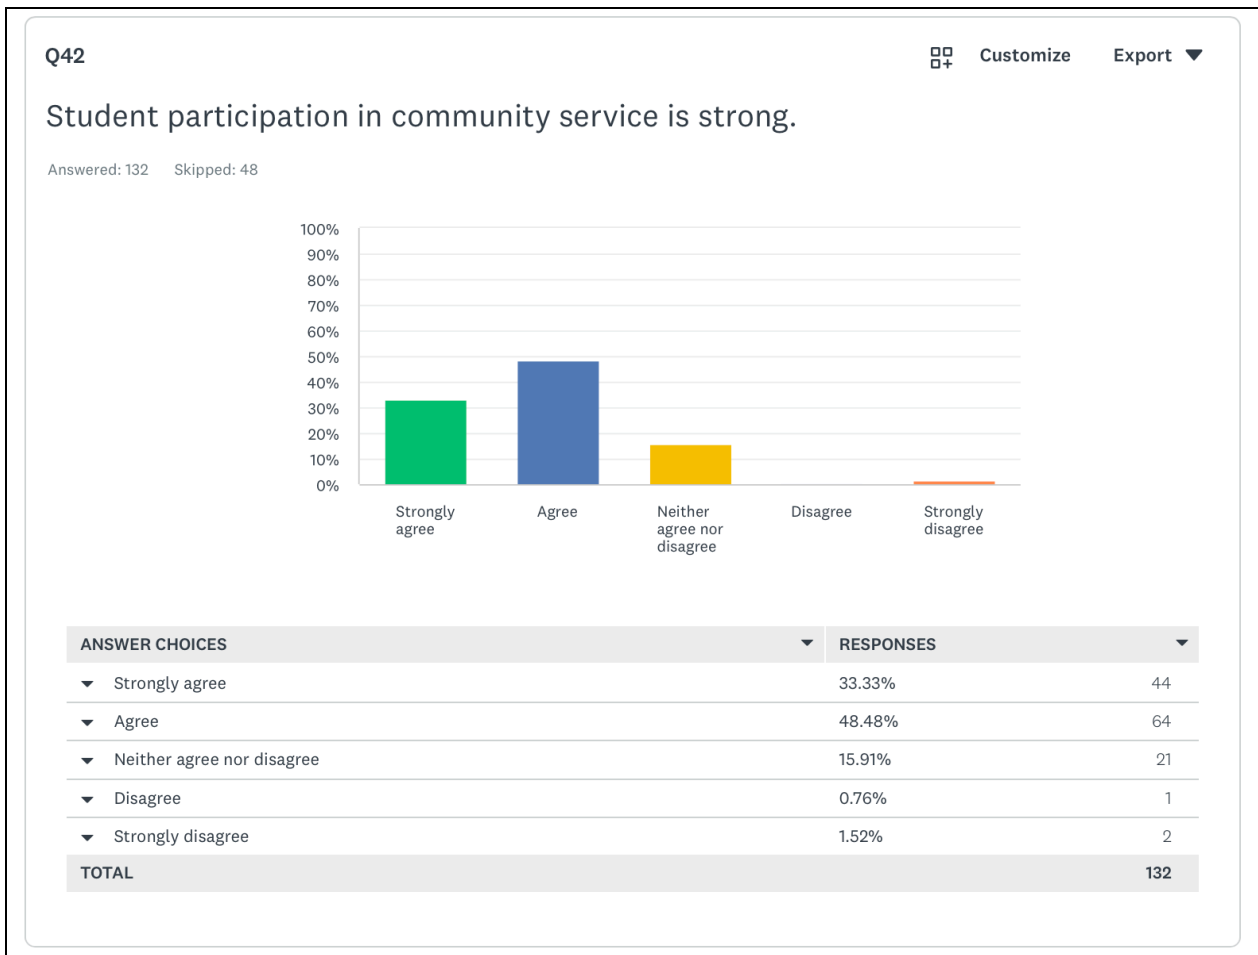 Q42
Customize
Export
Student participation in community service is strong.
Answered: 132 Skipped: 48
100%
90%
80%
70%
60%
50%
40%
30%
20%
10%
0%
Strongly
agree
Agree
Neither
agree nor
disagree
Disagree
Strongly
disagree
ANSWER CHOICES RESPONSES
Strongly agree 33.33% 44
Agree 48.48% 64
Neither agree nor disagree 15.91% 21
Disagree 0.76% 1
Strongly disagree 1.52% 2
TOTAL 132